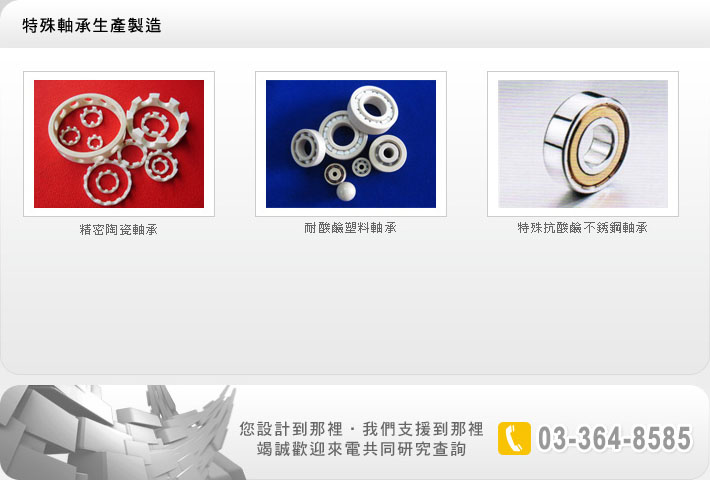 特殊軸承生產製造
精密陶瓷軸承
耐酸鹼塑料軸承
特殊抗酸鹼不銹鋼軸承
您設計到那裡・我們支援到那裡
竭誠歡迎來電共同研究查詢
03-364-8585